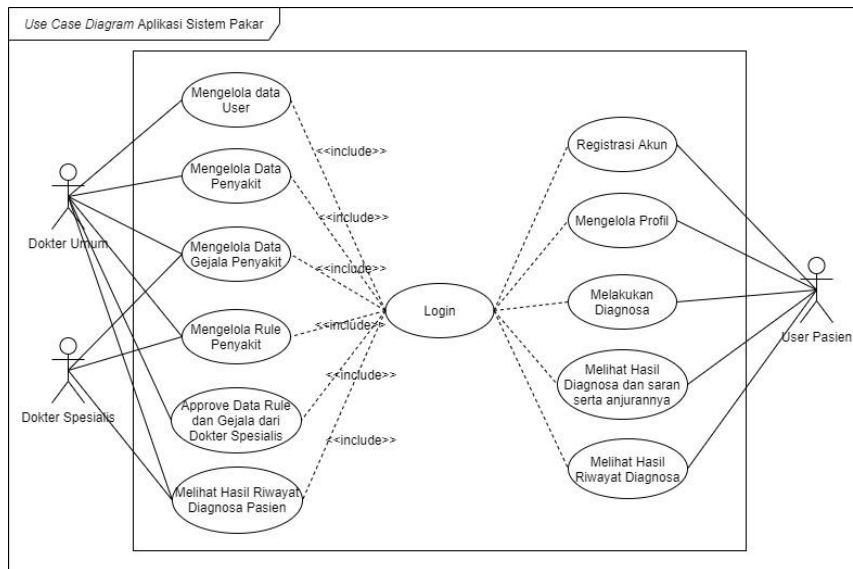 Use Case Diagram Aplikasi Sistem Pakar
Mengelola data
User
<<include>>
Mengelola Data
Penyakit
<<include>>
Dokter Umum
Mengelola Data
Gejala Penyakit
<<include>>
Mengelola Rule
Penyakit
<<include>>
Dokter Spesialis
Approve Data Rule
dan Gejala dari
Dokter Spesialis
<<include>>
Melihat Hasil Riwayat
Diagnosa Pasien
<<include>>
Login
Registrasi Akun
Mengelola Profil
Melakukan
Diagnosa
User Pasien
Melihat Hasil
Diagnosa dan saran
serta anjurannya
Melihat Hasil
Riwayat Diagnosa